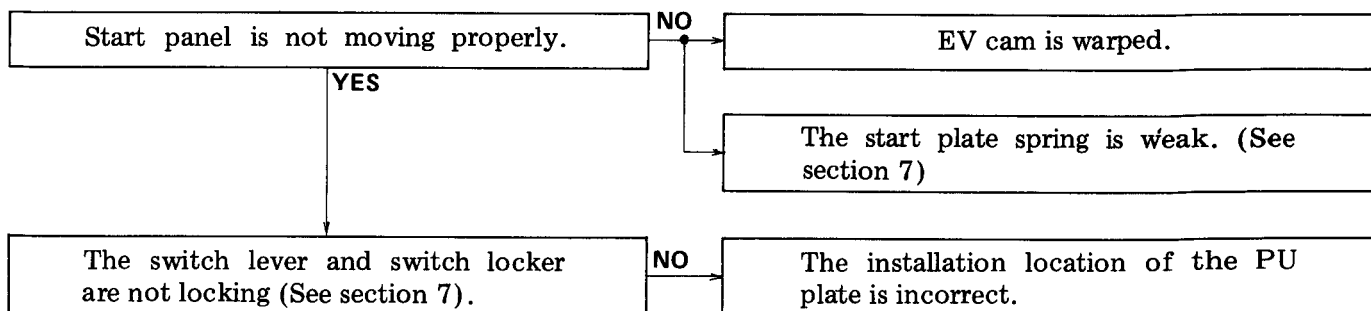 Start panel is not moving properly.
NO
EV cam is warped.
YES
The start plate spring is weak. (See
section 7)
The switch lever and switch locker
are not locking (See section 7).
NO
The installation location of the PU
plate is incorrect.